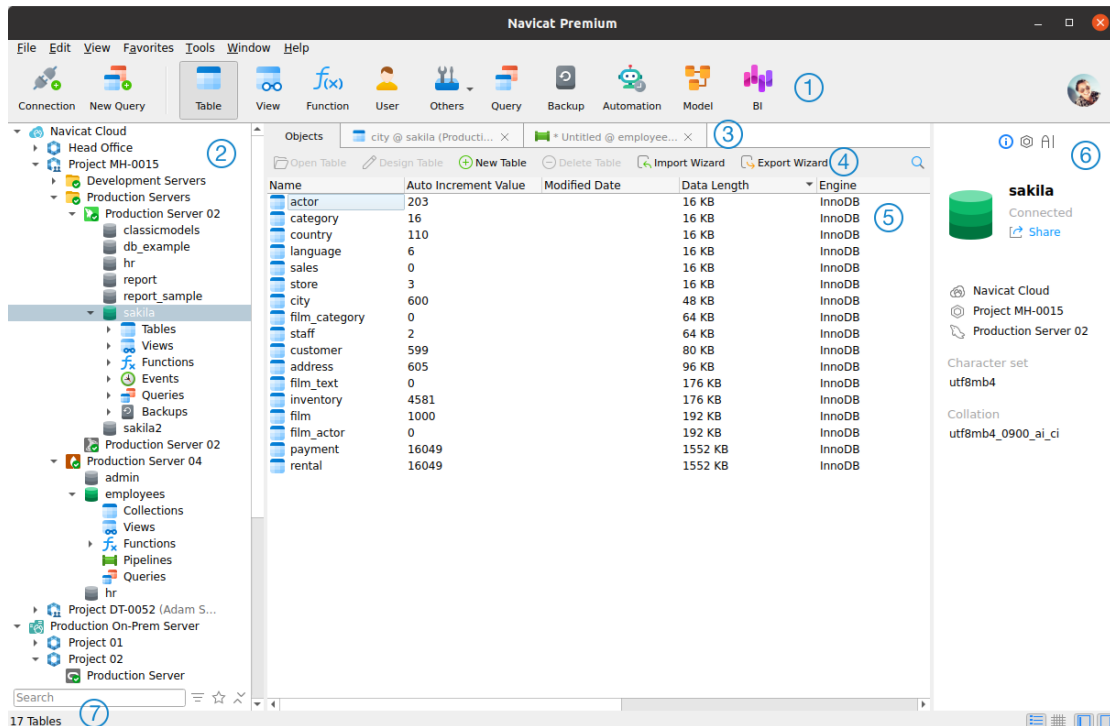 Navicat Premium
File Edit View Favorites Tools Window Help
Connection New Query Table View Function User Others Query Backup Automation Model BI
1
Navicat Cloud
Head Office
Project MH-0015
Development Servers
Production Servers
Production Server 02
classicmodels
db_example
hr
report
report_sample
sakila
Tables
Views
Functions
Events
Queries
Backups
sakila2
Production Server 02
Production Server 04
admin
employees
Collections
Views
Functions
Pipelines
Queries
hr
Project DT-0052 (Adam S...
Production On-Prem Server
Project 01
Project 02
Production Server
2
Search
7
17 Tables
Objects city @ sakila (Producti... * Untitled @ employee... 3
Open Table Design Table New Table Delete Table Import Wizard Export Wizard 4
Name Auto Increment Value Modified Date Data Length Engine
actor 203 16 KB InnoDB
category 16 16 KB InnoDB
country 110 16 KB InnoDB
language 6 16 KB InnoDB
sales 0 16 KB InnoDB
store 3 16 KB InnoDB
city 600 48 KB InnoDB
film_category 0 64 KB InnoDB
staff 2 64 KB InnoDB
customer 599 80 KB InnoDB
address 605 96 KB InnoDB
film_text 0 176 KB InnoDB
inventory 4581 176 KB InnoDB
film 1000 192 KB InnoDB
film_actor 0 192 KB InnoDB
payment 16049 1552 KB InnoDB
rental 16049 1552 KB InnoDB
5
AI
6
sakila
Connected
Share
Navicat Cloud
Project MH-0015
Production Server 02
Character set
utf8mb4
Collation
utf8mb4_0900_ai_ci